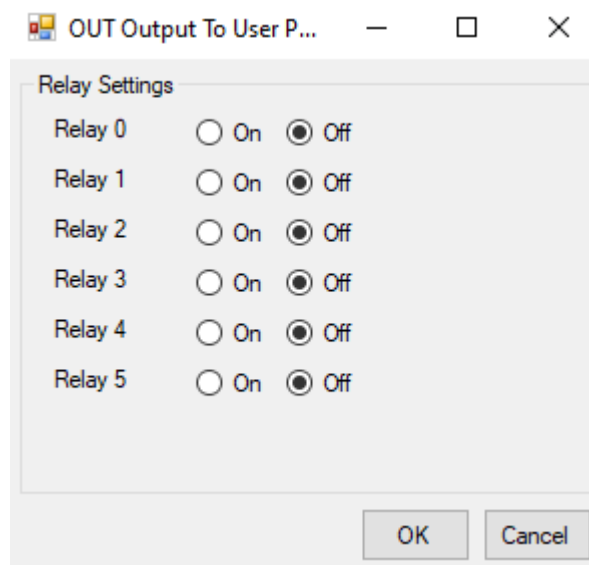 OUT Output To User P...
Relay Settings
Relay 0 On Off
Relay 1 On Off
Relay 2 On Off
Relay 3 On Off
Relay 4 On Off
Relay 5 On Off
OK Cancel